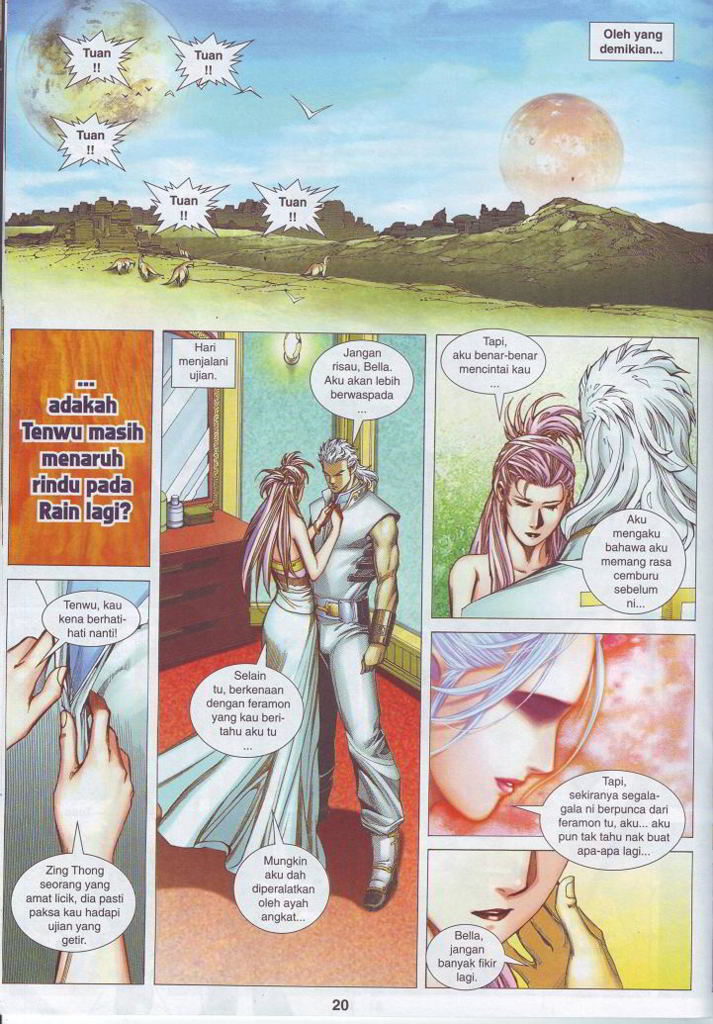 Tuan
!!
Tuan
!!
Tuan
!!
Tuan
!!
Tuan
!!
Oleh yang
demikian...
...
adakah
Tenwu masih
menaruh
rindu pada
Rain lagi?
Tenwu, kau
kena berhati-
hati nanti!
Zing Thong
seorang yang
amat licik, dia pasti
paksa kau hadapi
ujian yang
getir.
Hari
menjalani
ujian.
Jangan
risau, Bella.
Aku akan lebih
berwaspada
...
Selain
tu, berkenaan
dengan feramon
yang kau beri-
tahu aku tu
...
Mungkin
aku dah
diperalatkan
oleh ayah
angkat...
Tapi,
aku benar-benar
mencintai kau
...
Aku
mengaku
bahawa aku
memang rasa
cemburu
sebelum
ni...
Tapi,
sekiranya segala-
gala ni berpunca dari
feramon tu, aku... aku
pun tak tahu nak buat
apa-apa lagi...
Bella,
jangan
banyak fikir
lagi.
20